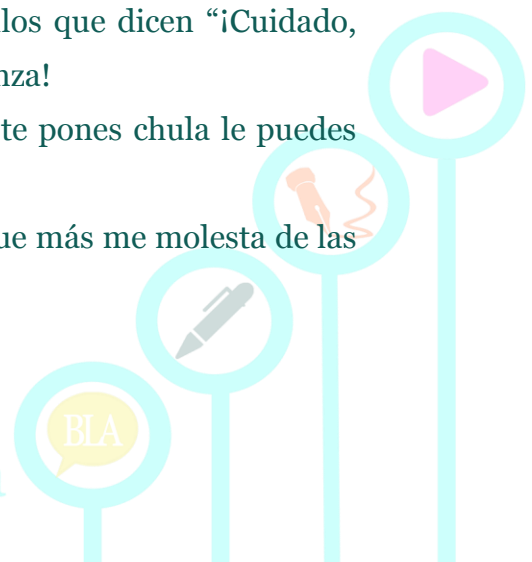 los que dicen “¡Cuidado,
nza!
te pones chula le puedes
ue más me molesta de las
BLA